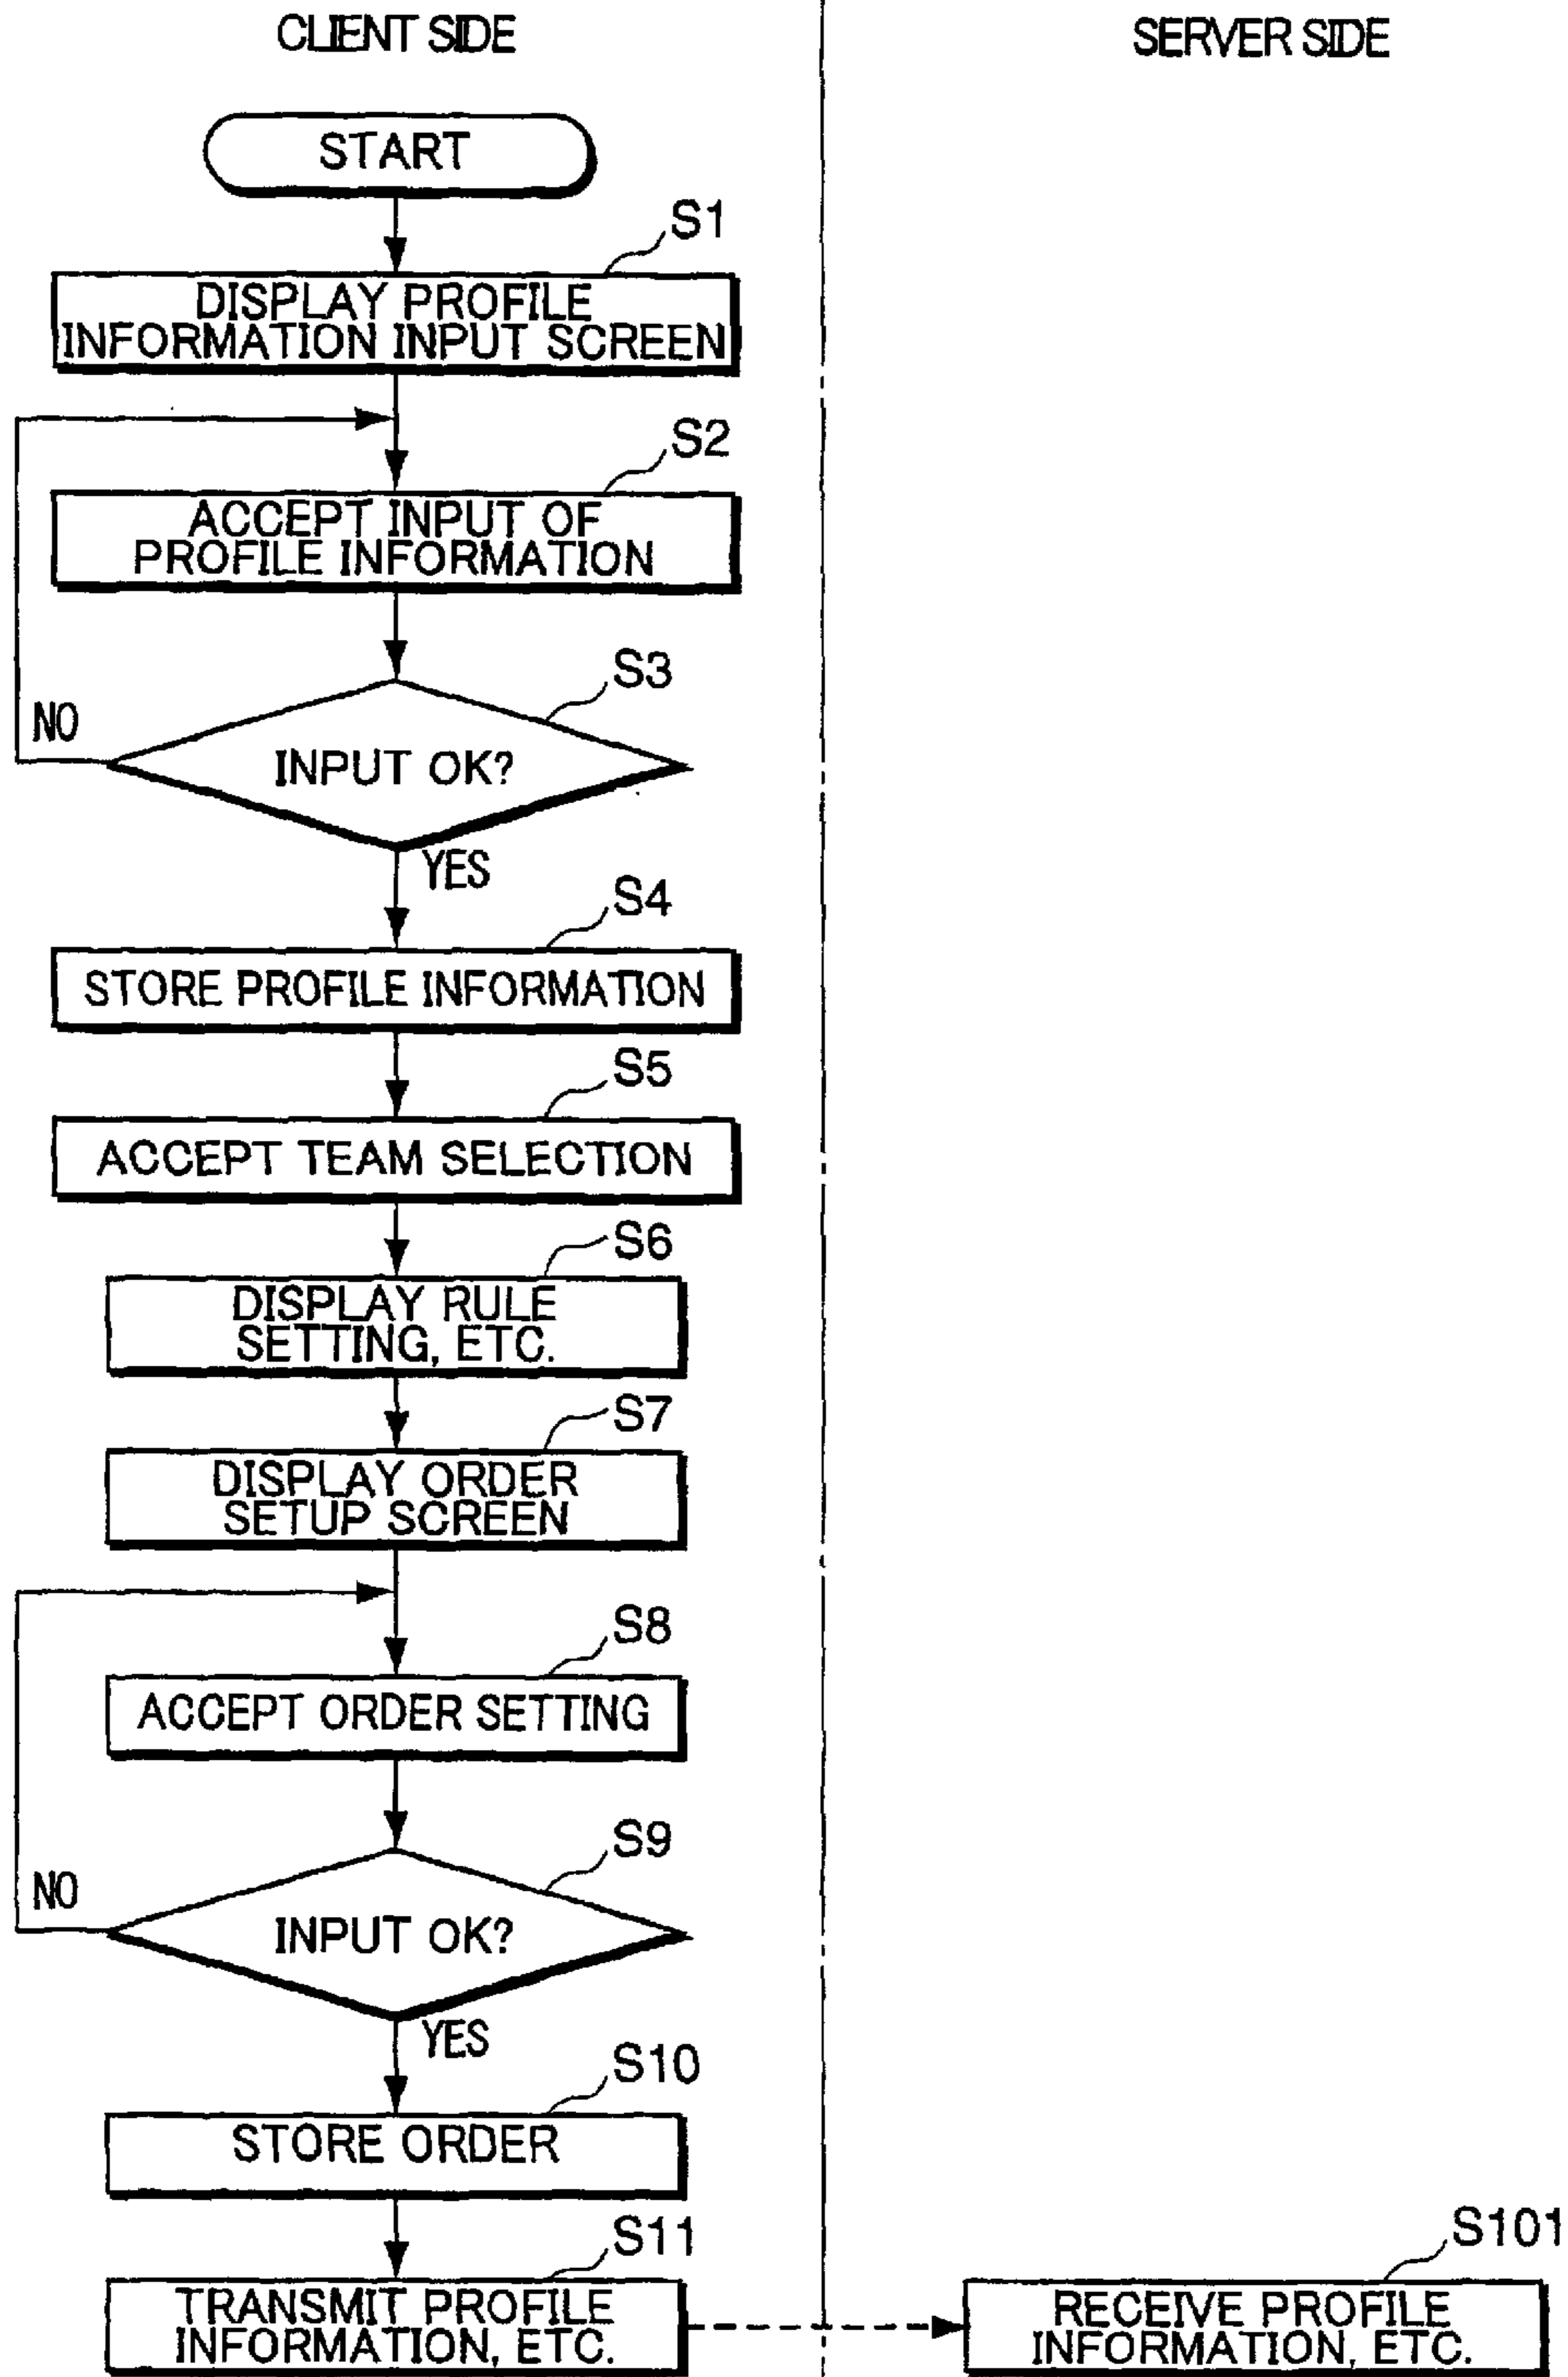 CLIENT SIDE
SERVER SIDE
START
S1
DISPLAY PROFILE
INFORMATION INPUT SCREEN
S2
ACCEPT INPUT OF
PROFILE INFORMATION
S3
NO
INPUT OK?
YES
S4
STORE PROFILE INFORMATION
S5
ACCEPT TEAM SELECTION
S6
DISPLAY RULE
SETTING, ETC.
S7
DISPLAY ORDER
SETUP SCREEN
S8
ACCEPT ORDER SETTING
S9
NO
INPUT OK?
YES
S10
STORE ORDER
S11
TRANSMIT PROFILE
INFORMATION, ETC.
S101
RECEIVE PROFILE
INFORMATION, ETC.